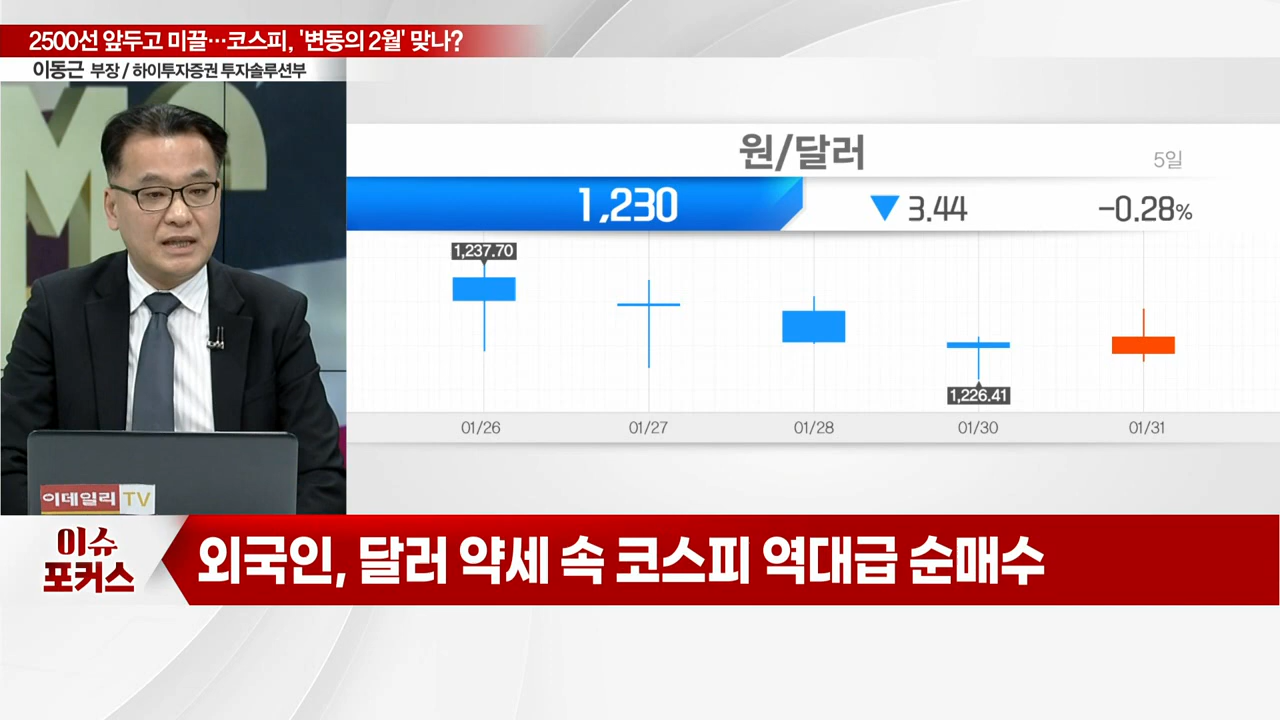 2500선 앞두고 미끌…코스피, '변동의 2월' 맞나?
이동근 부장 / 하이투자증권 투자솔루션부
원/달러
5일
1,230 ▼ 3.44 -0.28%
1,237.70
1,226.41
01/26 01/27 01/28 01/30 01/31
이데일리 TV
이슈
포커스
외국인, 달러 약세 속 코스피 역대급 순매수